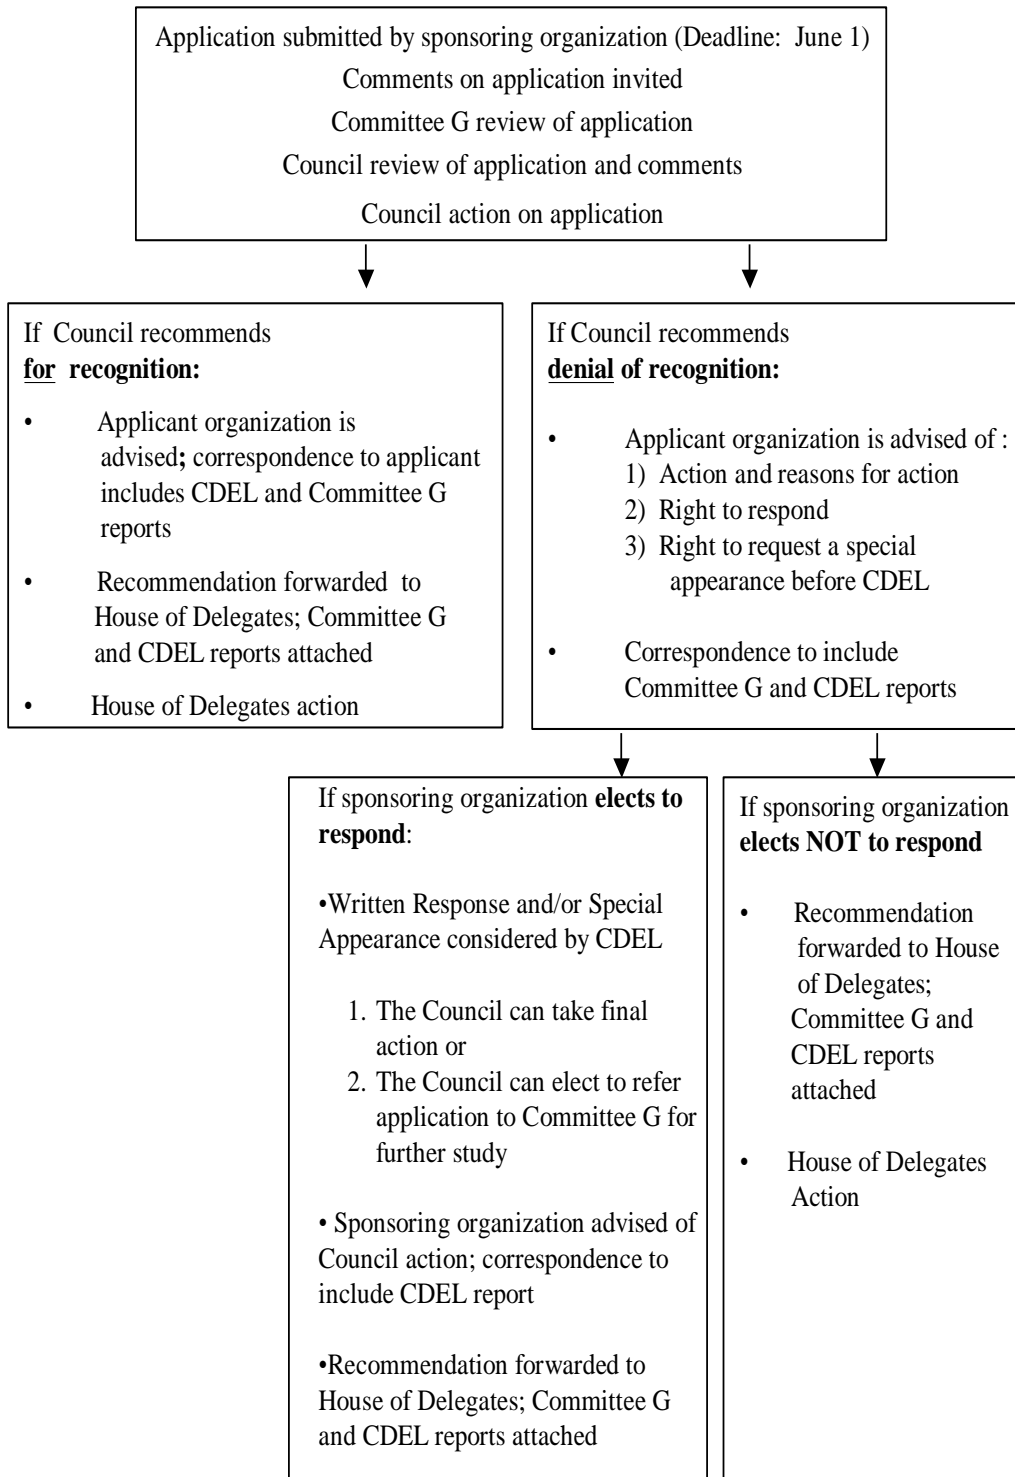 Application submitted by sponsoring organization (Deadline:  June 1)
Comments on application invited
Committee G review of application
Council review of application and comments
Council action on application
If  Council recommends
for  recognition:
•	Applicant organization is
advised; correspondence to applicant
includes CDEL and Committee G
reports
•	Recommendation forwarded  to
House of Delegates; Committee G
and CDEL reports attached
•	House of Delegates action
If Council recommends
denial of recognition:
•	Applicant organization is advised of :
1)  Action and reasons for action
2)  Right to respond
3)  Right to request a special
appearance before CDEL
•	Correspondence to include
Committee G and CDEL reports
If sponsoring organization elects to
respond:
•Written Response and/or Special
Appearance considered by CDEL
1.  The Council can take final
action or
2.  The Council can elect to refer
application to Committee G for
further study
• Sponsoring organization advised of
Council action; correspondence to
include CDEL report
•Recommendation forwarded to
House of Delegates; Committee G
and CDEL reports attached
If sponsoring organization
elects NOT to respond
•	Recommendation
forwarded to House
of Delegates;
Committee G and
CDEL reports
attached
•	House of Delegates
Action